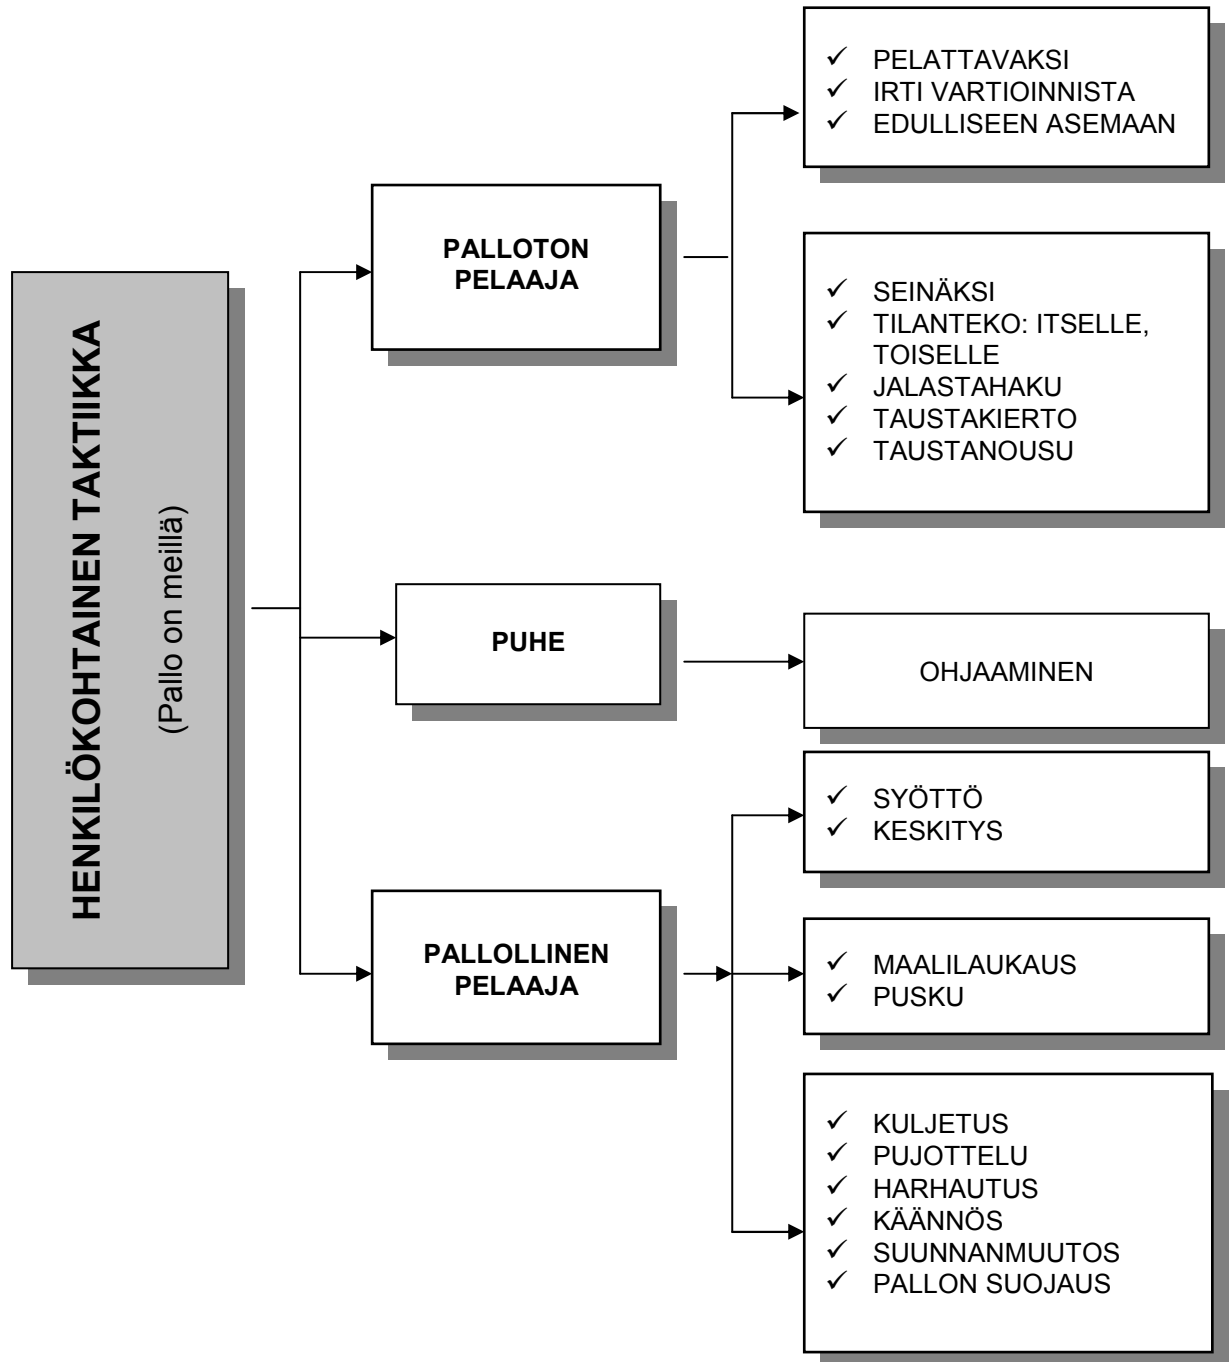 HENKILÖKOHTAINEN TAKTIIKKA
(Pallo on meillä)
PALLOTON
PELAAJA
✓ PELATTAVAKSI
✓ IRTI VARTIOINNISTA
✓ EDULLISEEN ASEMAAN
✓ SEINÄKSI
✓ TILANTEKO: ITSELLE,
TOISELLE
✓ JALASTAHAKU
✓ TAUSTAKIERTO
✓ TAUSTANOUSU
PUHE
OHJAAMINEN
PALLOLLINEN
PELAAJA
✓ SYÖTTÖ
✓ KESKITYS
✓ MAALILAUKAUS
✓ PUSKU
✓ KULJETUS
✓ PUJOTTELU
✓ HARHAUTUS
✓ KÄÄNNÖS
✓ SUUNNANMUUTOS
✓ PALLON SUOJAUS